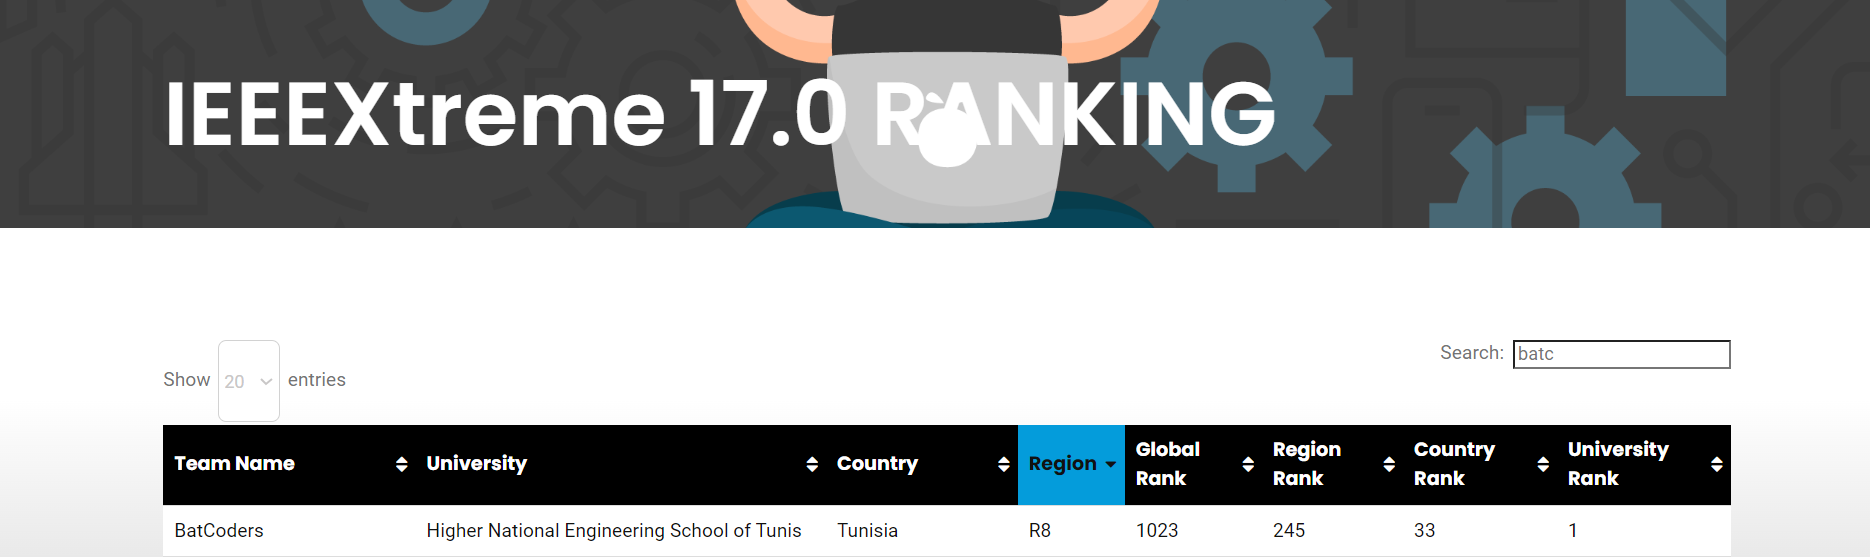 IEEEXtreme 17.0 RANKING
Show 20 entries
Search: batc
Team Name University Country Region Global Rank Region Rank Country Rank University Rank
BatCoders Higher National Engineering School of Tunis Tunisia R8 1023 245 33 1